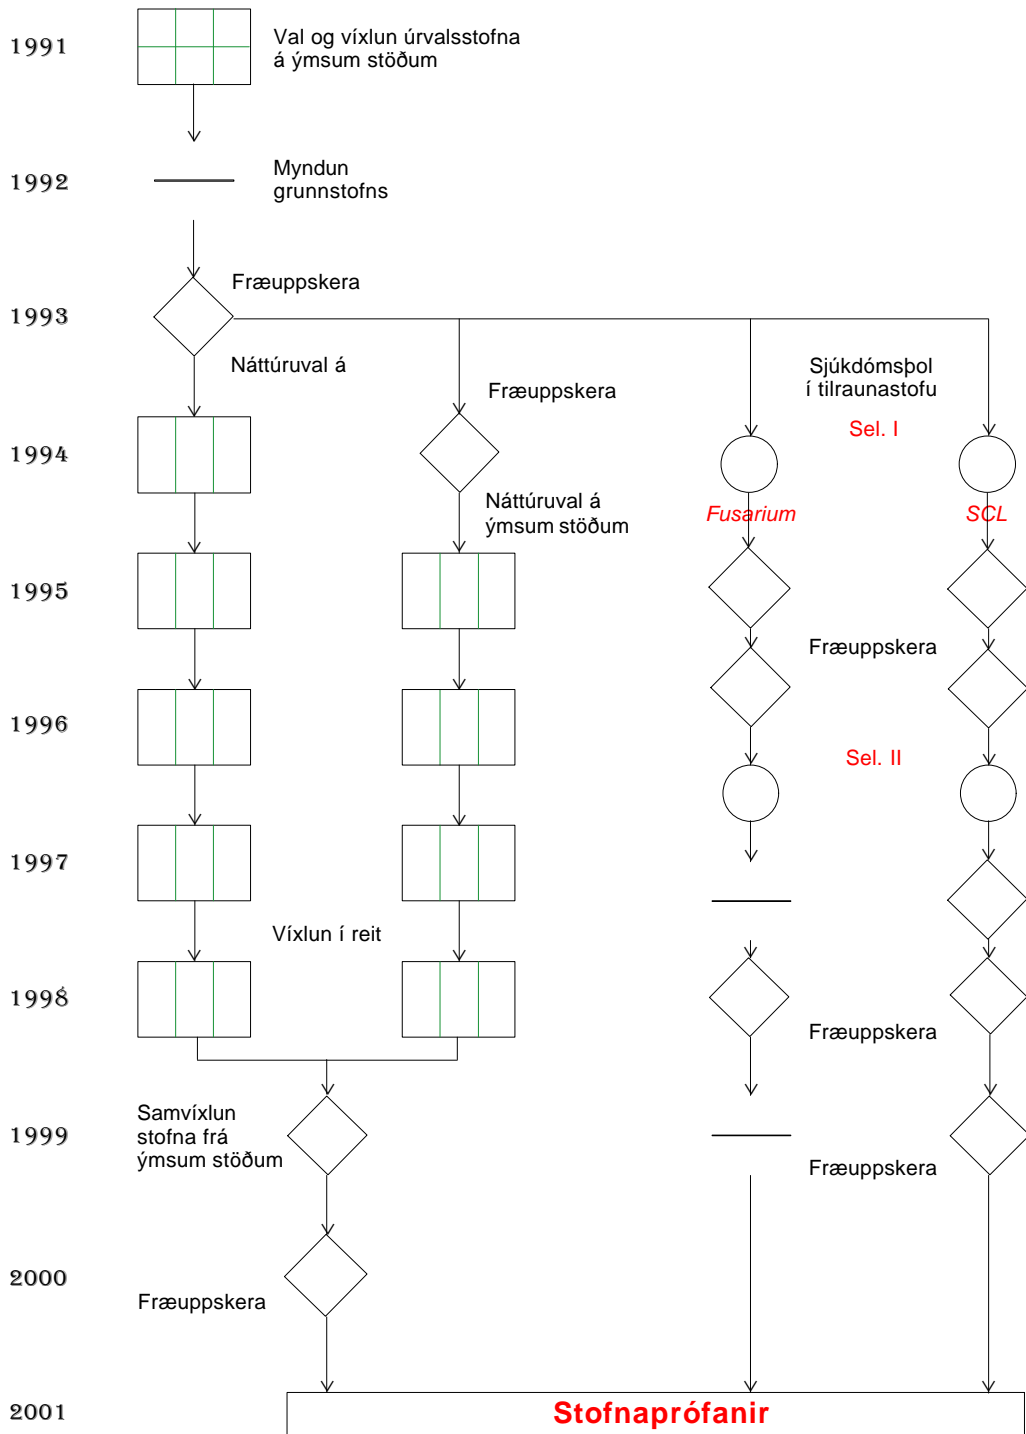 1991
Val og víxlun úrvalsstofna
á ýmsum stöðum
1992
Myndun
grunnstofns
Fræuppskera
1993
Náttúruval á
Sjúkdómsþol
í tilraunastofu
Fræuppskera
Sel. I
1994
Náttúruval á
ýmsum stöðum
Fusarium
SCL
1995
Fræuppskera
1996
Sel. II
1997
Víxlun í reit
1998
Fræuppskera
Samvíxlun
stofna frá
ýmsum stöðum
1999
Fræuppskera
2000
Fræuppskera
2001
Stofnaprófanir